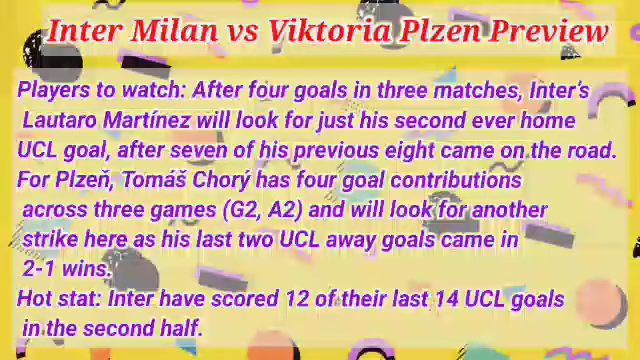 Inter Milan vs Viktoria Plzen Preview
Players to watch: After four goals in three matches, Inter's
Lautaro Martínez will look for just his second ever home
UCL goal, after seven of his previous eight came on the road.
For Plzeň, Tomáš Chorý has four goal contributions
across three games (G2, A2) and will look for another
strike here as his last two UCL away goals came in
2-1 wins.
Hot stat: Inter have scored 12 of their last 14 UCL goals
in the second half.